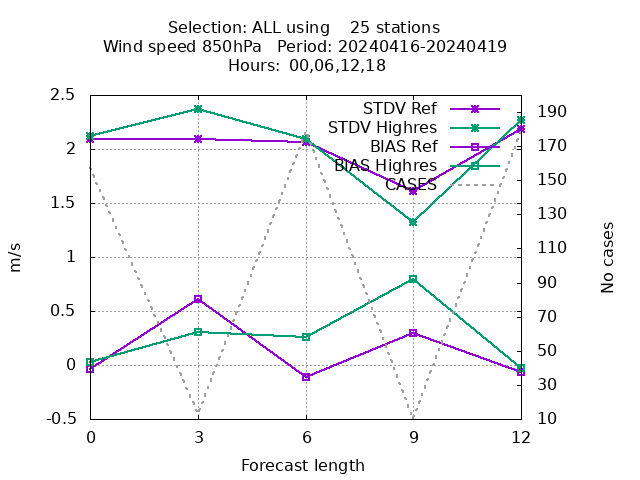 Selection: ALL using    25 stations
Wind speed 850hPa   Period: 20240416-20240419
Hours: 00,06,12,18
STDV Ref
STDV Highres
BIAS Ref
BIAS Highres
CASES
2.5
2
1.5
1
0.5
0
-0.5
190
170
150
130
110
90
70
50
30
10
m/s
No cases
0 3 6 9 12
Forecast length